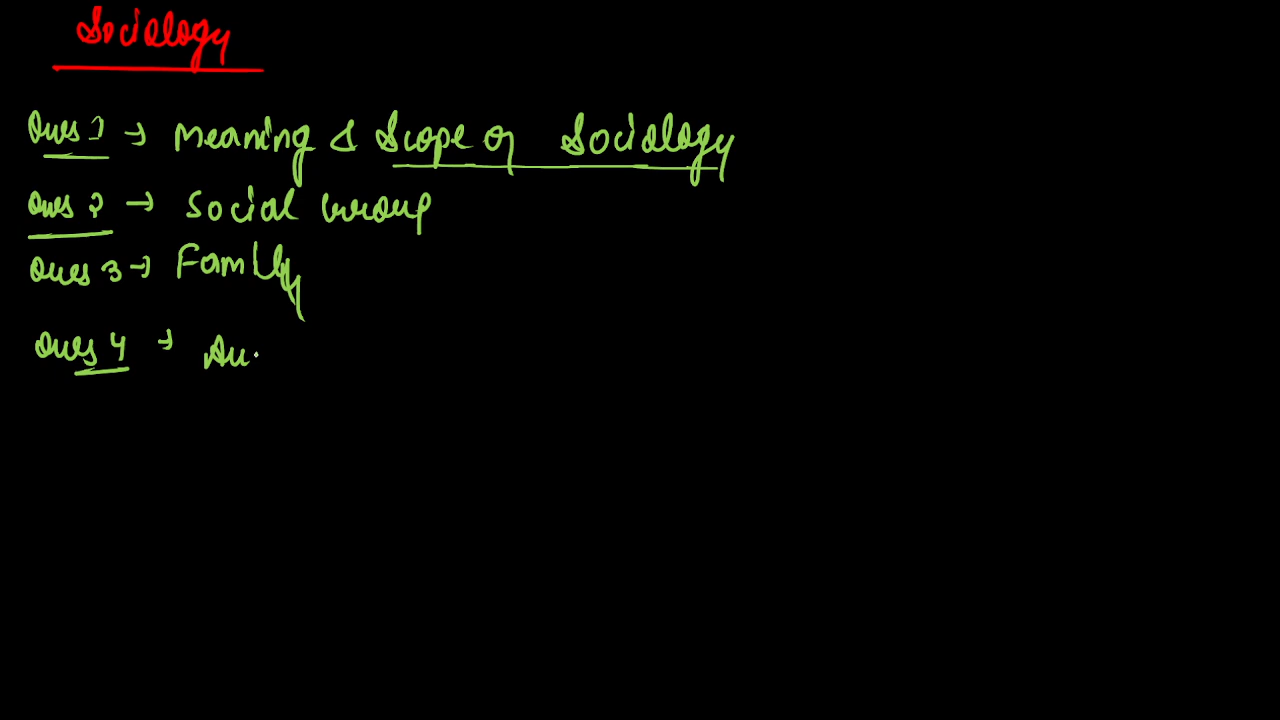 Sociology
Ques 1 → Meaning & Scope of Sociology
Ques 2 → Social Group
Ques 3 → Family
Ques 4 →